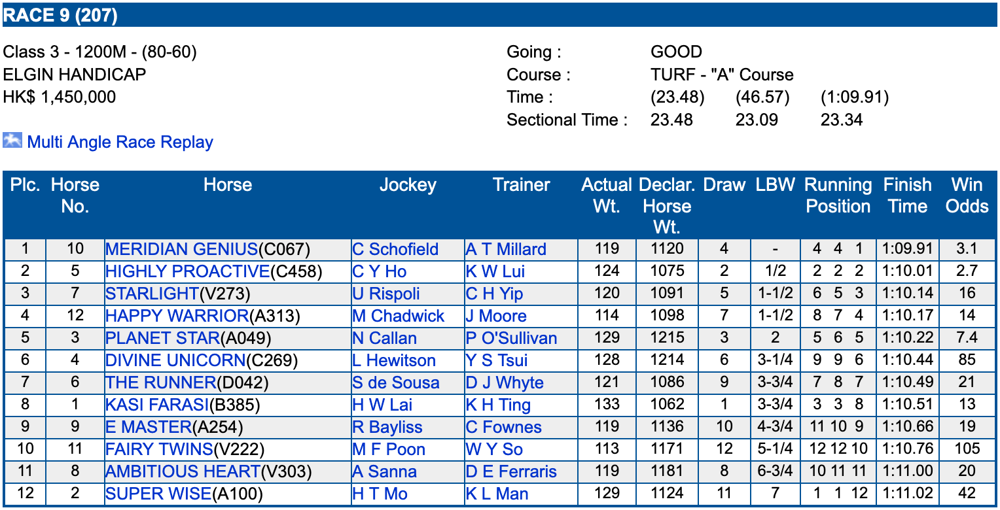 RACE 9 (207)
Class 3 - 1200M - (80-60) Going : GOOD
ELGIN HANDICAP Course : TURF - "A" Course
HK$ 1,450,000 Time : (23.48) (46.57) (1:09.91)
Sectional Time : 23.48 23.09 23.34
Multi Angle Race Replay
Plc. Horse No. Horse Jockey Trainer Actual Wt. Declar. Horse Wt. Draw LBW Running Position Finish Time Win Odds
1 10 MERIDIAN GENIUS(C067) C Schofield A T Millard 119 1120 4 - 4 4 1 1:09.91 3.1
2 5 HIGHLY PROACTIVE(C458) C Y Ho K W Lui 124 1075 2 1/2 2 2 2 1:10.01 2.7
3 7 STARLIGHT(V273) U Rispoli C H Yip 120 1091 5 1-1/2 6 5 3 1:10.14 16
4 12 HAPPY WARRIOR(A313) M Chadwick J Moore 114 1098 7 1-1/2 8 7 4 1:10.17 14
5 3 PLANET STAR(A049) N Callan P O'Sullivan 129 1215 3 2 5 6 5 1:10.22 7.4
6 4 DIVINE UNICORN(C269) L Hewitson Y S Tsui 128 1214 6 3-1/4 9 9 6 1:10.44 85
7 6 THE RUNNER(D042) S de Sousa D J Whyte 121 1086 9 3-3/4 7 8 7 1:10.49 21
8 1 KASI FARASI(B385) H W Lai K H Ting 133 1062 1 3-3/4 3 3 8 1:10.51 13
9 9 E MASTER(A254) R Bayliss C Fownes 119 1136 10 4-3/4 11 10 9 1:10.66 19
10 11 FAIRY TWINS(V222) M F Poon W Y So 113 1171 12 5-1/4 12 12 10 1:10.76 105
11 8 AMBITIOUS HEART(V303) A Sanna D E Ferraris 119 1181 8 6-3/4 10 11 11 1:11.00 20
12 2 SUPER WISE(A100) H T Mo K L Man 129 1124 11 7 1 1 12 1:11.02 42